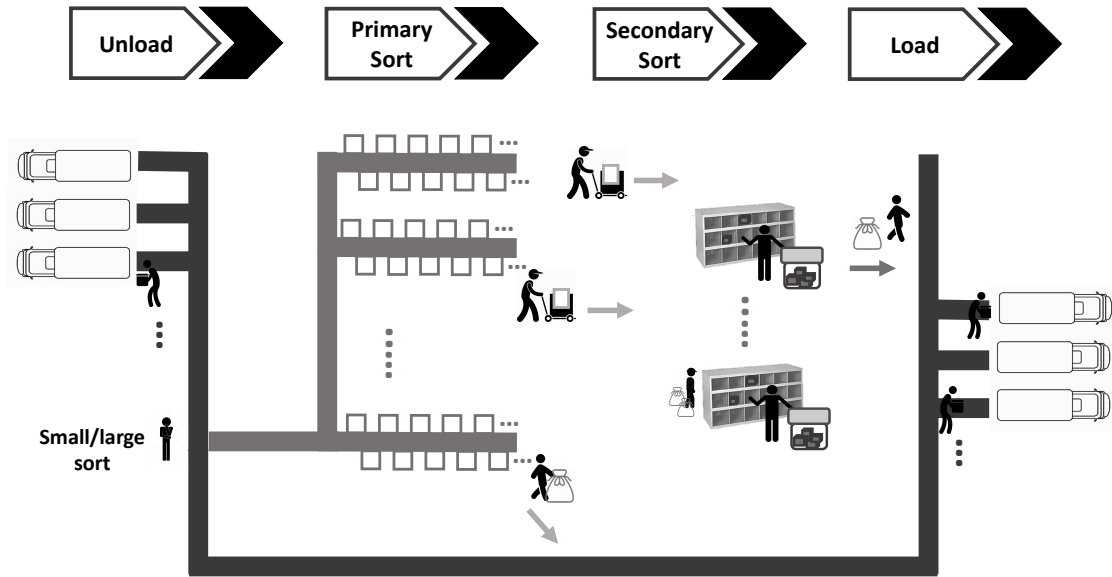 Unload
Primary
Sort
Secondary
Sort
Load
Small/large
sort